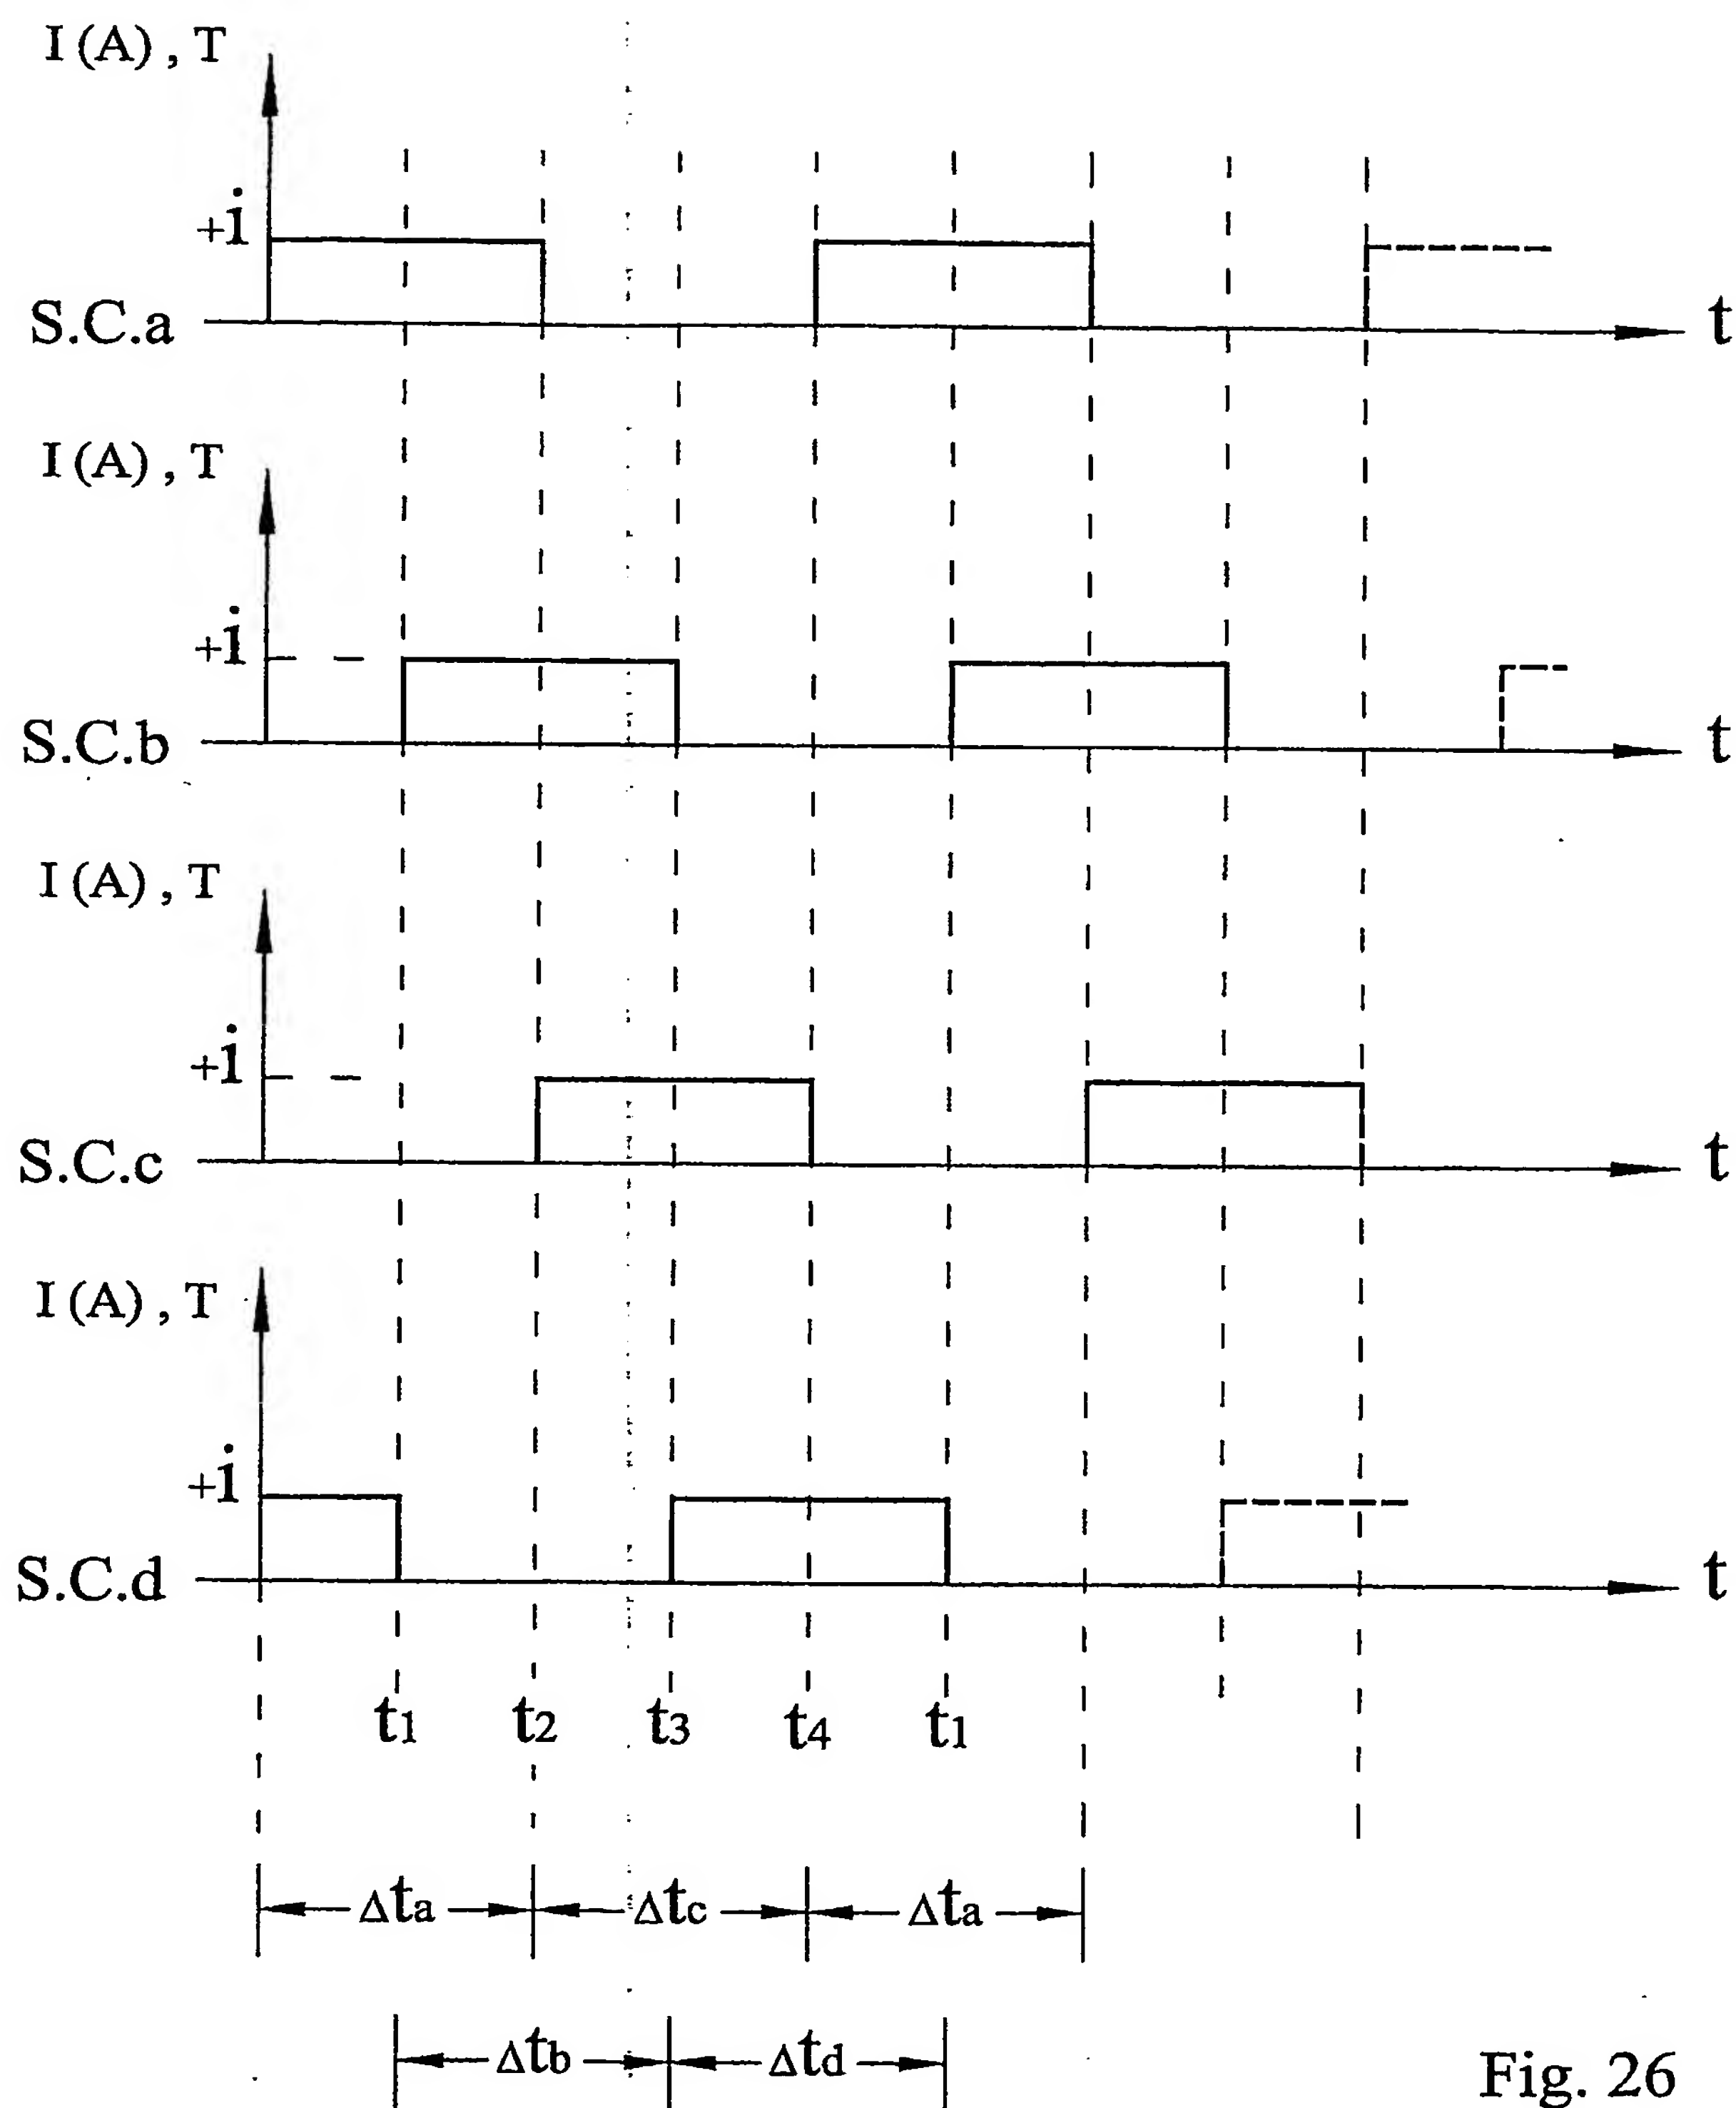 I (A) , T
+i
S.C.a
t
I (A) , T
+i
S.C.b
t
I (A) , T
+i
S.C.c
t
I (A) , T
+i
S.C.d
t
t1 t2 t3 t4 t1
Δta Δtc Δta
Δtb Δtd
Fig. 26